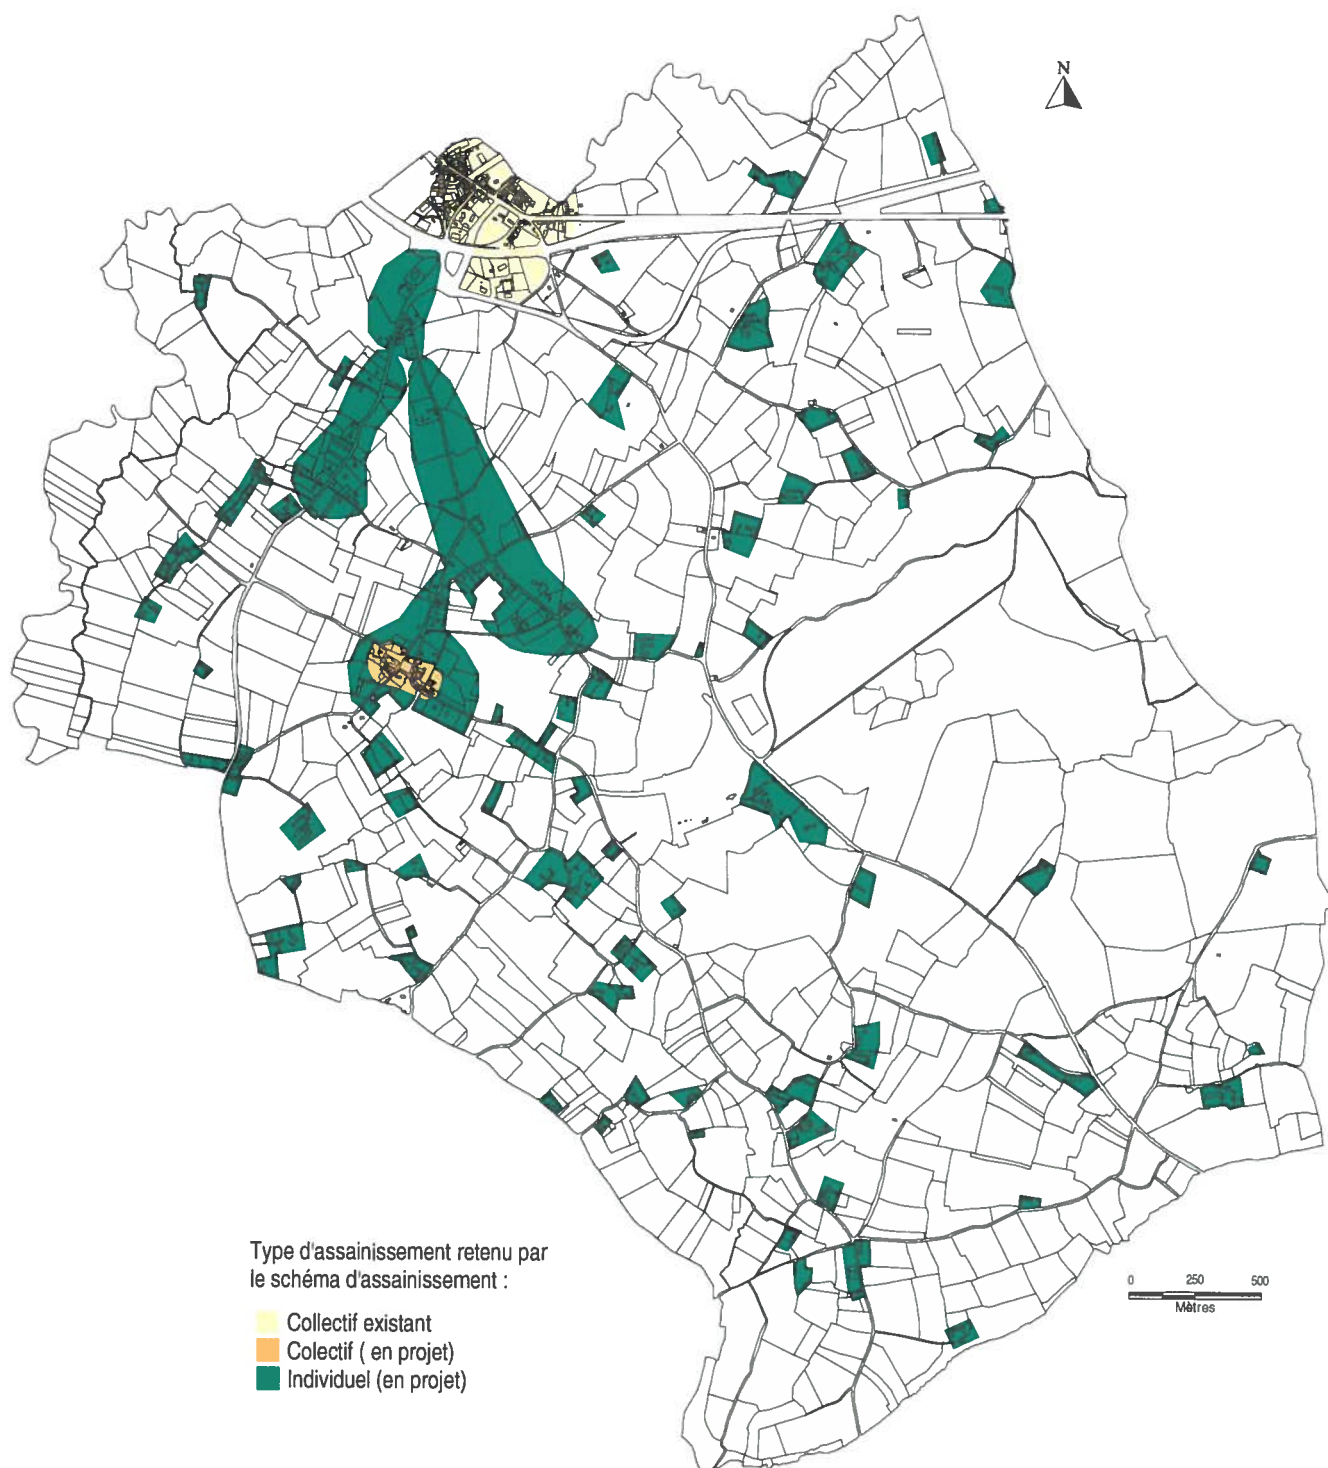 N
Type d'assainissement retenu par
le schéma d'assainissement :
Collectif existant
Colectif ( en projet)
Individuel (en projet)
0 250 500
Mètres